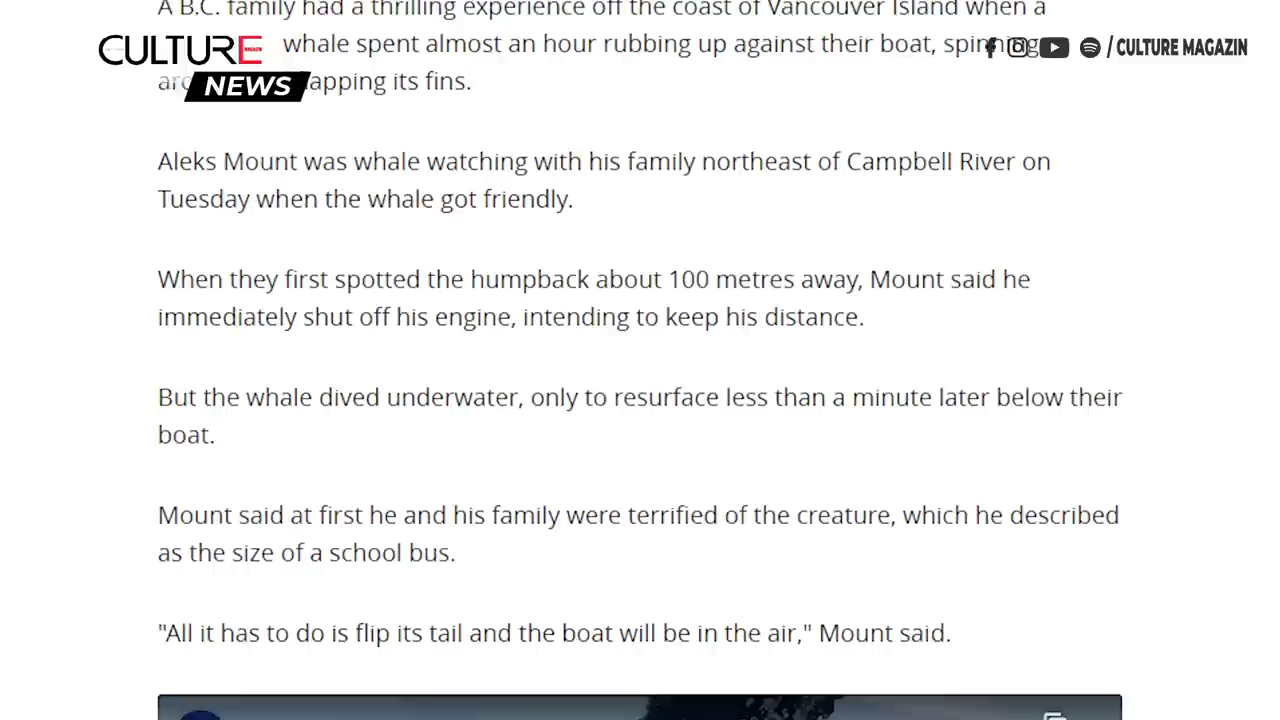 A B.C. family had a thrilling experience off the coast of Vancouver Island when a
CULTURE
whale spent almost an hour rubbing up against their boat, spinning
/ CULTURE MAGAZIN
NEWS
apping its fins.
Aleks Mount was whale watching with his family northeast of Campbell River on
Tuesday when the whale got friendly.
When they first spotted the humpback about 100 metres away, Mount said he
immediately shut off his engine, intending to keep his distance.
But the whale dived underwater, only to resurface less than a minute later below their
boat.
Mount said at first he and his family were terrified of the creature, which he described
as the size of a school bus.
"All it has to do is flip its tail and the boat will be in the air," Mount said.